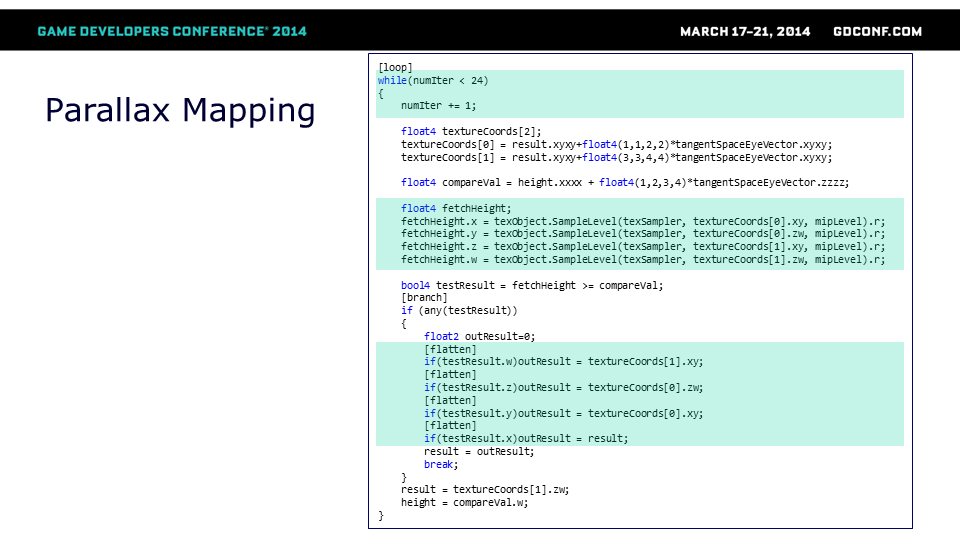 GAME DEVELOPERS CONFERENCE® 2014
MARCH 17–21, 2014 GDCONF.COM
Parallax Mapping
[loop]
while(numIter < 24)
{
    numIter += 1;

    float4 textureCoords[2];
    textureCoords[0] = result.xyxy+float4(1,1,2,2)*tangentSpaceEyeVector.xyxy;
    textureCoords[1] = result.xyxy+float4(3,3,4,4)*tangentSpaceEyeVector.xyxy;

    float4 compareVal = height.xxxx + float4(1,2,3,4)*tangentSpaceEyeVector.zzzz;

    float4 fetchHeight;
    fetchHeight.x = texObject.SampleLevel(texSampler, textureCoords[0].xy, mipLevel).r;
    fetchHeight.y = texObject.SampleLevel(texSampler, textureCoords[0].zw, mipLevel).r;
    fetchHeight.z = texObject.SampleLevel(texSampler, textureCoords[1].xy, mipLevel).r;
    fetchHeight.w = texObject.SampleLevel(texSampler, textureCoords[1].zw, mipLevel).r;

    bool4 testResult = fetchHeight >= compareVal;
    [branch]
    if (any(testResult))
    {
        float2 outResult=0;
        [flatten]
        if(testResult.w)outResult = textureCoords[1].xy;
        [flatten]
        if(testResult.z)outResult = textureCoords[0].zw;
        [flatten]
        if(testResult.y)outResult = textureCoords[0].xy;
        [flatten]
        if(testResult.x)outResult = result;
        result = outResult;
        break;
    }
    result = textureCoords[1].zw;
    height = compareVal.w;
}